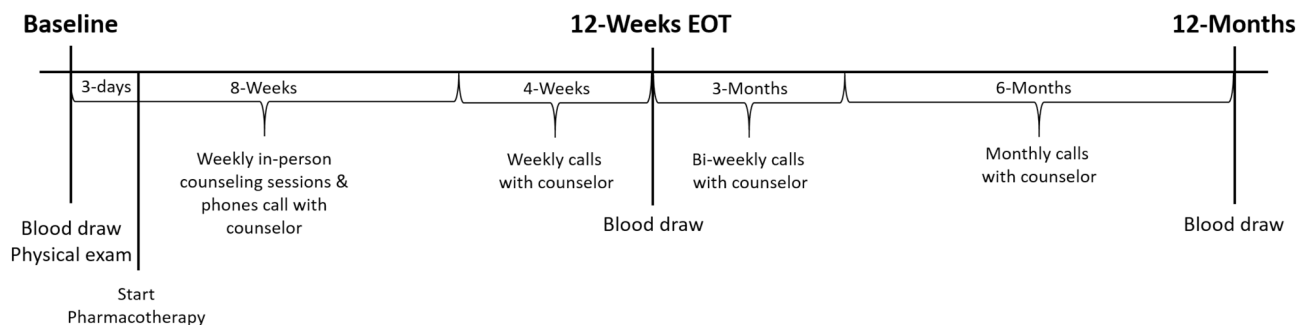 Baseline
12-Weeks EOT
12-Months
3-days
8-Weeks
4-Weeks
3-Months
6-Months
Weekly in-person
counseling sessions &
phones call with
counselor
Weekly calls
with counselor
Bi-weekly calls
with counselor
Monthly calls
with counselor
Blood draw
Physical exam
Blood draw
Blood draw
Start
Pharmacotherapy